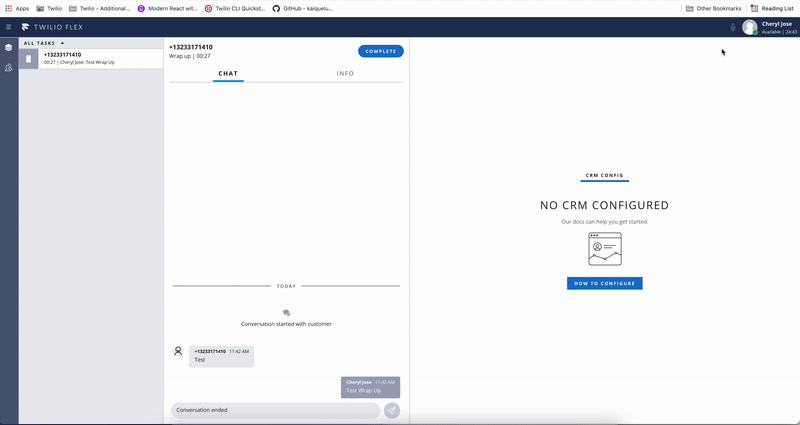 Apps
Twilio
Twilio - Additional...
Modern React wit...
Twilio CLI Quickst...
GitHub - kaiquelu...
Other Bookmarks
Reading List
TWILIO FLEX
Cheryl Jose
Available | 24:43
ALL TASKS
+13233171410
00:27 | Cheryl Jose: Test Wrap Up
+13233171410
Wrap up | 00:27
COMPLETE
CHAT
INFO
TODAY
Conversation started with customer
+13233171410 11:42 AM
Test
Cheryl Jose 11:42 AM
Test Wrap Up
Conversation ended
CRM CONFIG
NO CRM CONFIGURED
Our docs can help you get started.
HOW TO CONFIGURE